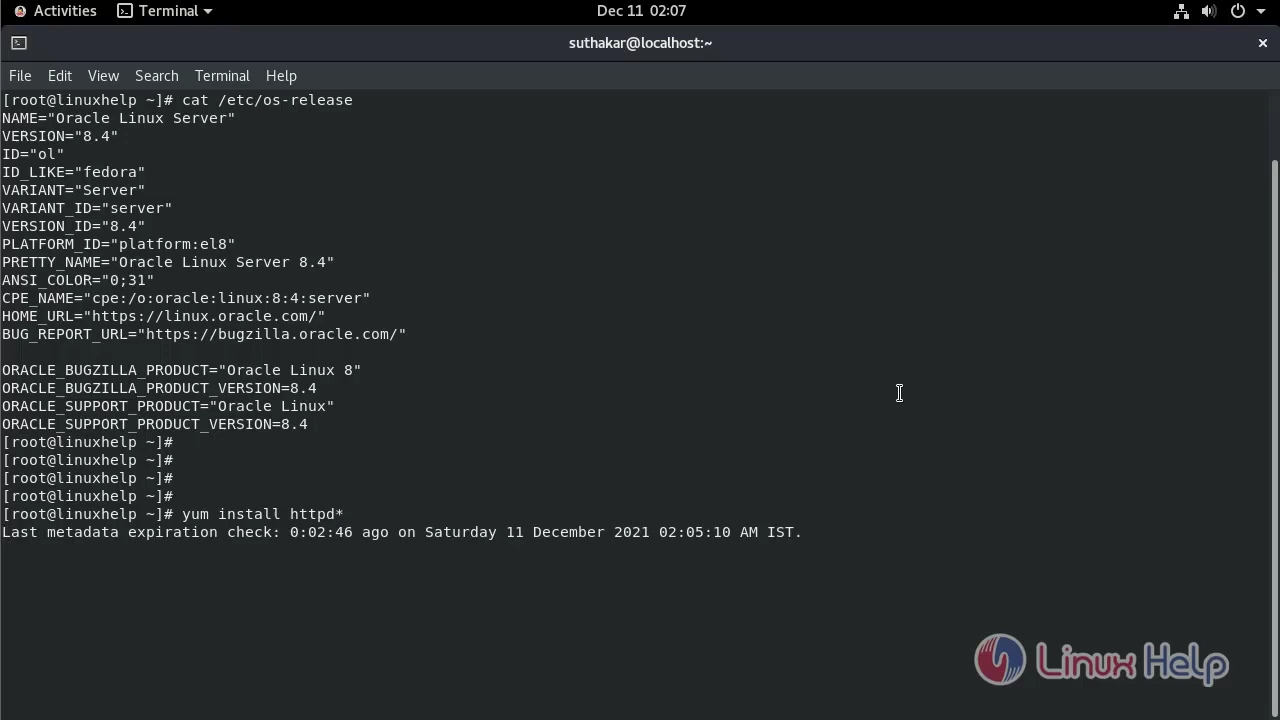 Activities Terminal Dec 11 02:07
suthakar@localhost:~
File Edit View Search Terminal Help
[root@linuxhelp ~]# cat /etc/os-release
NAME="Oracle Linux Server"
VERSION="8.4"
ID="ol"
ID_LIKE="fedora"
VARIANT="Server"
VARIANT_ID="server"
VERSION_ID="8.4"
PLATFORM_ID="platform:el8"
PRETTY_NAME="Oracle Linux Server 8.4"
ANSI_COLOR="0;31"
CPE_NAME="cpe:/o:oracle:linux:8:4:server"
HOME_URL="https://linux.oracle.com/"
BUG_REPORT_URL="https://bugzilla.oracle.com/"

ORACLE_BUGZILLA_PRODUCT="Oracle Linux 8"
ORACLE_BUGZILLA_PRODUCT_VERSION=8.4
ORACLE_SUPPORT_PRODUCT="Oracle Linux"
ORACLE_SUPPORT_PRODUCT_VERSION=8.4
[root@linuxhelp ~]#
[root@linuxhelp ~]#
[root@linuxhelp ~]#
[root@linuxhelp ~]#
[root@linuxhelp ~]# yum install httpd*
Last metadata expiration check: 0:02:46 ago on Saturday 11 December 2021 02:05:10 AM IST.
Linux Help